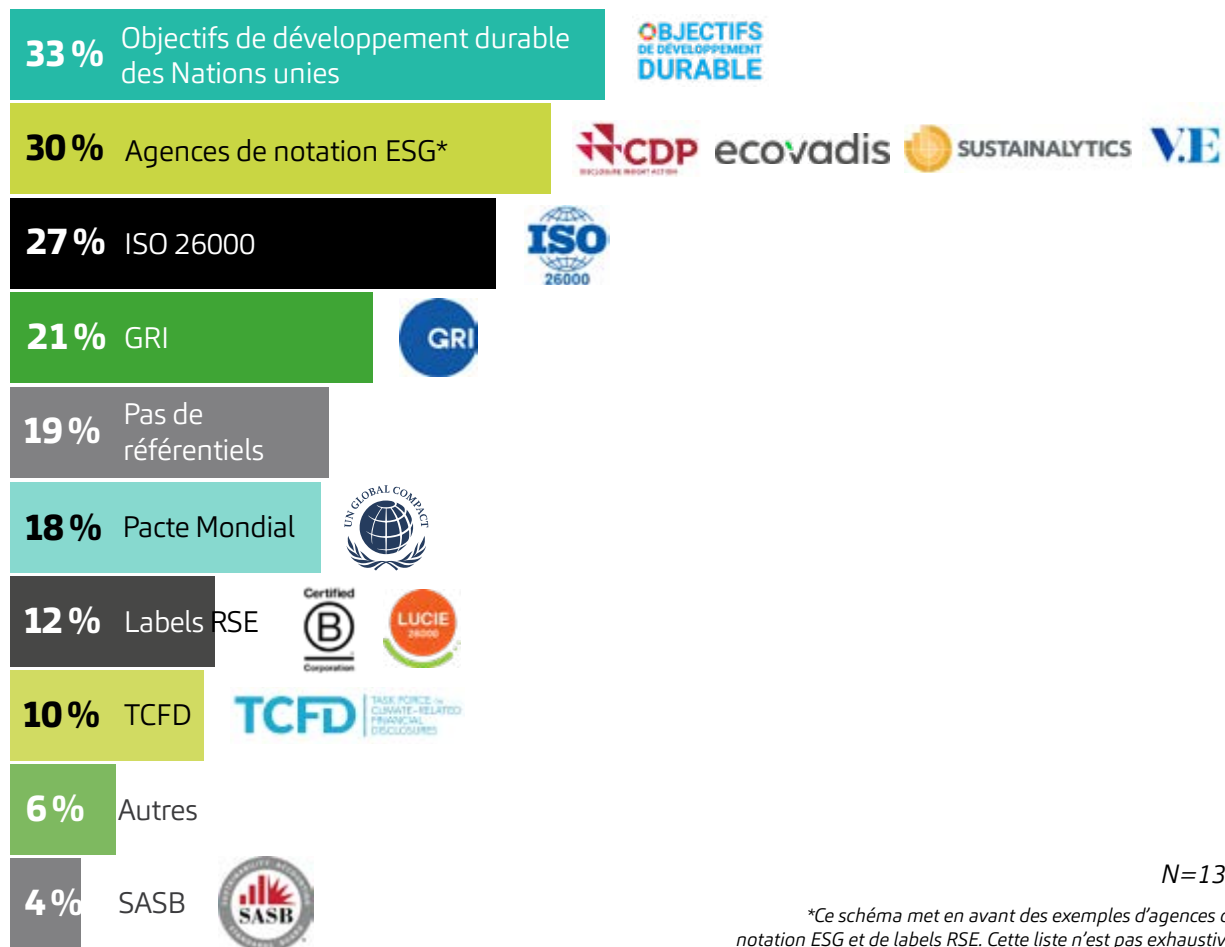 33 %
Objectifs de développement durable
des Nations unies
OBJECTIFS
DE DÉVELOPPEMENT
DURABLE
30 %
Agences de notation ESG*
CDP
DISCLOSURE INSIGHT ACTION
ecovadis
SUSTAINALYTICS
V.E
27 %
ISO 26000
ISO
26000
21 %
GRI
GRI
19 %
Pas de
référentiels
18 %
Pacte Mondial
UN GLOBAL COMPACT
12 %
Labels RSE
Certified
B
Corporation
LUCIE
26000
10 %
TCFD
TCFD
TASK FORCE ON
CLIMATE-RELATED
FINANCIAL
DISCLOSURES
6 %
Autres
4 %
SASB
SASB
N=13
*Ce schéma met en avant des exemples d'agences
notation ESG et de labels RSE. Cette liste n'est pas